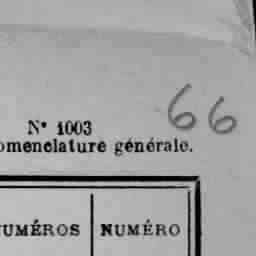 66
N° 1003
omenclature générale.
UMÉROS NUMÉRO